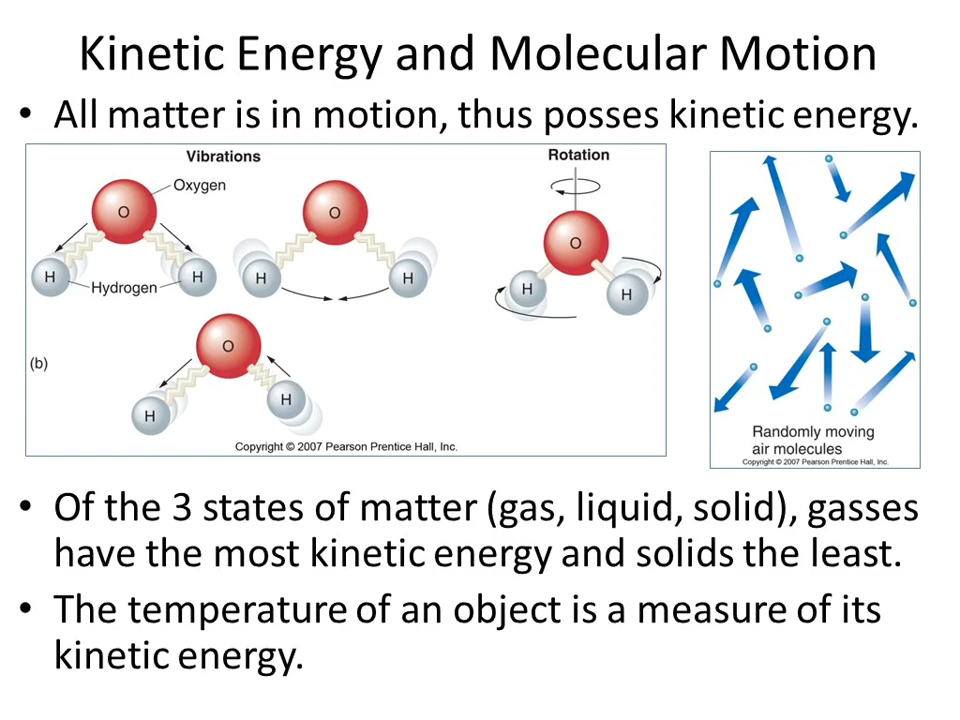 Kinetic Energy and Molecular Motion
• All matter is in motion, thus posses kinetic energy.
Vibrations
Rotation
Oxygen
O
O
O
H
H
H
H
H
H
Hydrogen
(b)
O
H
H
Copyright © 2007 Pearson Prentice Hall, Inc.
Randomly moving
air molecules
Copyright © 2007 Pearson Prentice Hall, Inc.
• Of the 3 states of matter (gas, liquid, solid), gasses
have the most kinetic energy and solids the least.
• The temperature of an object is a measure of its
kinetic energy.